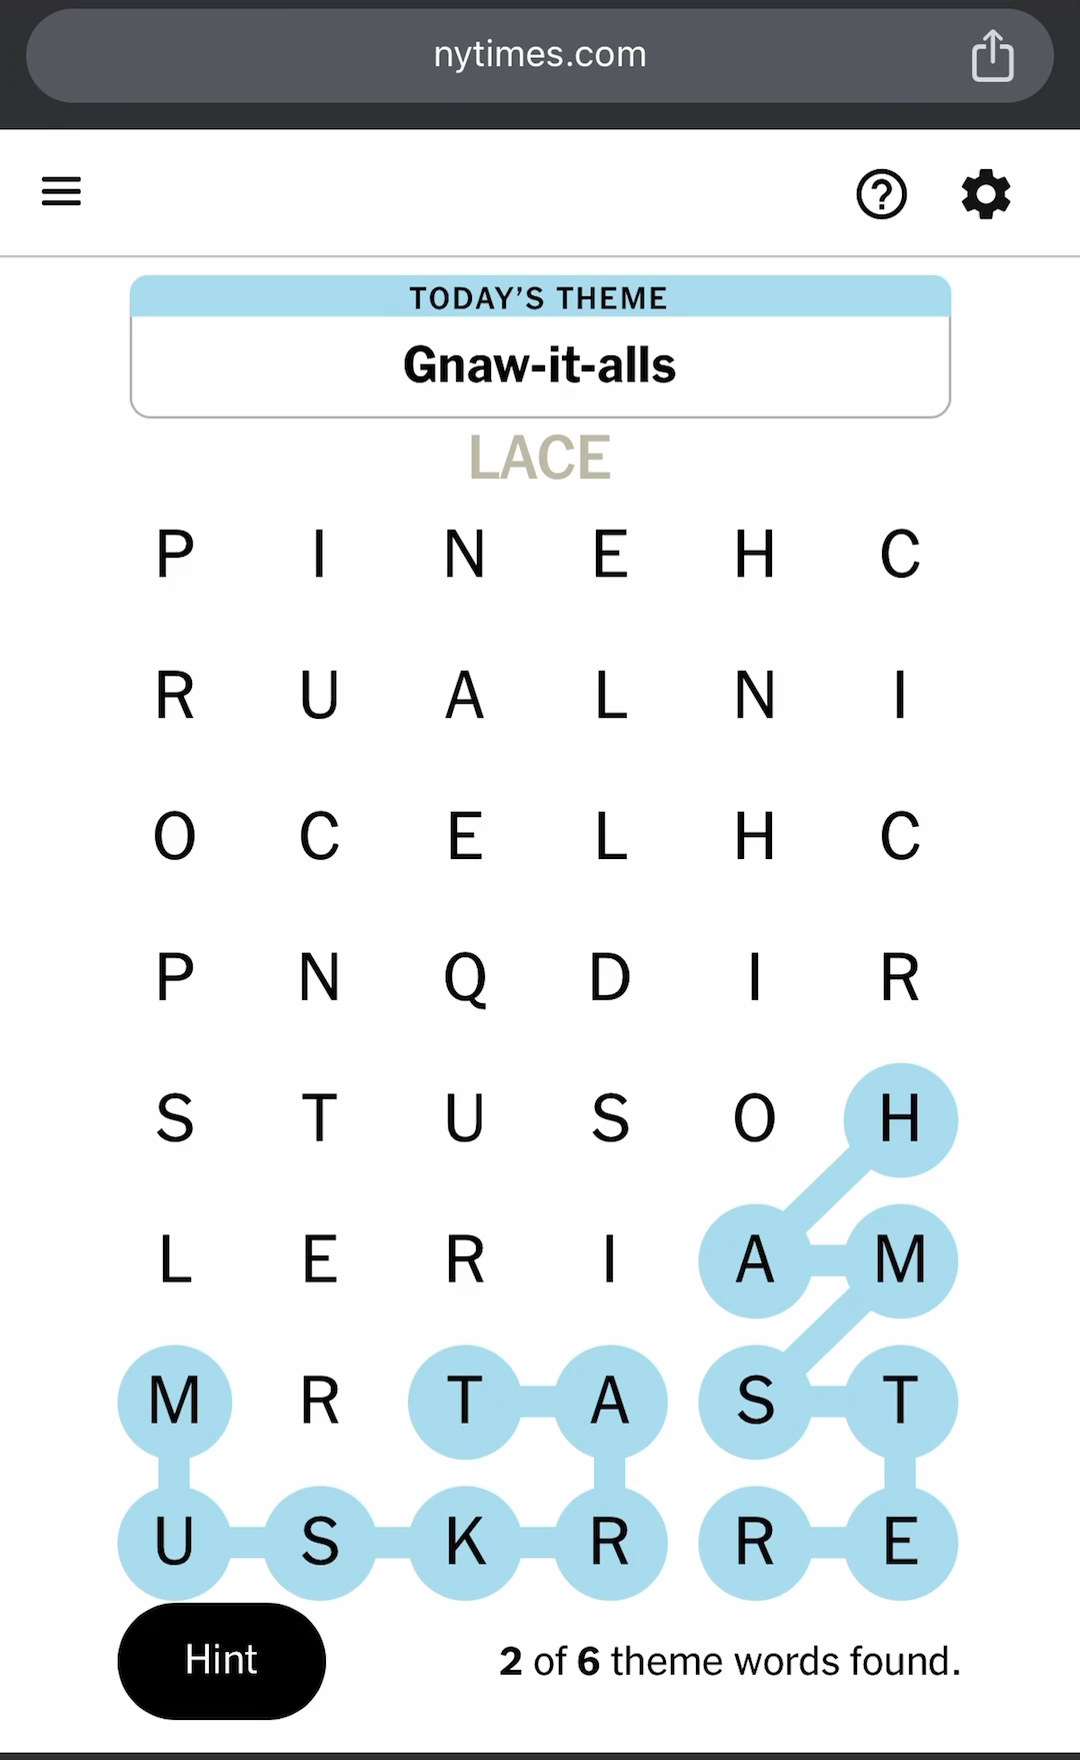 nytimes.com
TODAY'S THEME
Gnaw-it-alls
LACE
P I N E H C
R U A L N I
O C E L H C
P N Q D I R
S T U S O H
L E R I A M
M R T A S T
U S K R R E
Hint
2 of 6 theme words found.